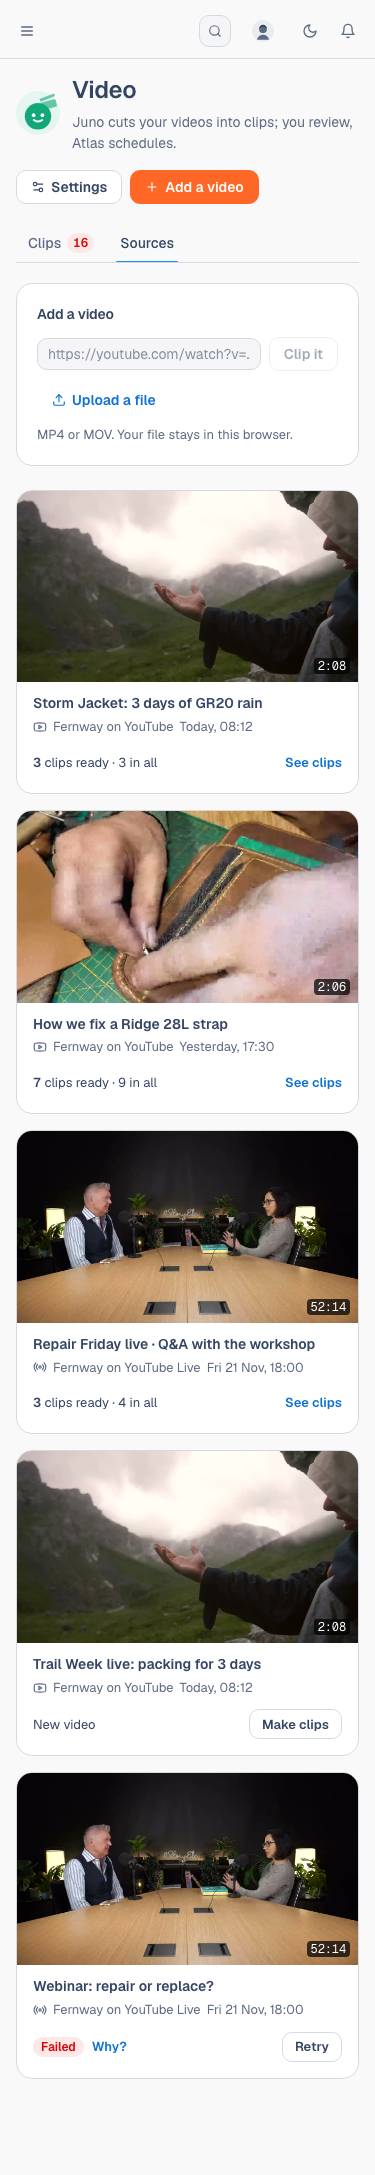 Video
Juno cuts your videos into clips; you review,
Atlas schedules.
Settings
Add a video
Clips 16
Sources
Add a video
https://youtube.com/watch?v=.
Clip it
Upload a file
MP4 or MOV. Your file stays in this browser.
2:08
Storm Jacket: 3 days of GR20 rain
Fernway on YouTube Today, 08:12
3 clips ready · 3 in all
See clips
2:06
How we fix a Ridge 28L strap
Fernway on YouTube Yesterday, 17:30
7 clips ready · 9 in all
See clips
52:14
Repair Friday live · Q&A with the workshop
Fernway on YouTube Live Fri 21 Nov, 18:00
3 clips ready · 4 in all
See clips
2:08
Trail Week live: packing for 3 days
Fernway on YouTube Today, 08:12
New video
Make clips
52:14
Webinar: repair or replace?
Fernway on YouTube Live Fri 21 Nov, 18:00
Failed
Why?
Retry